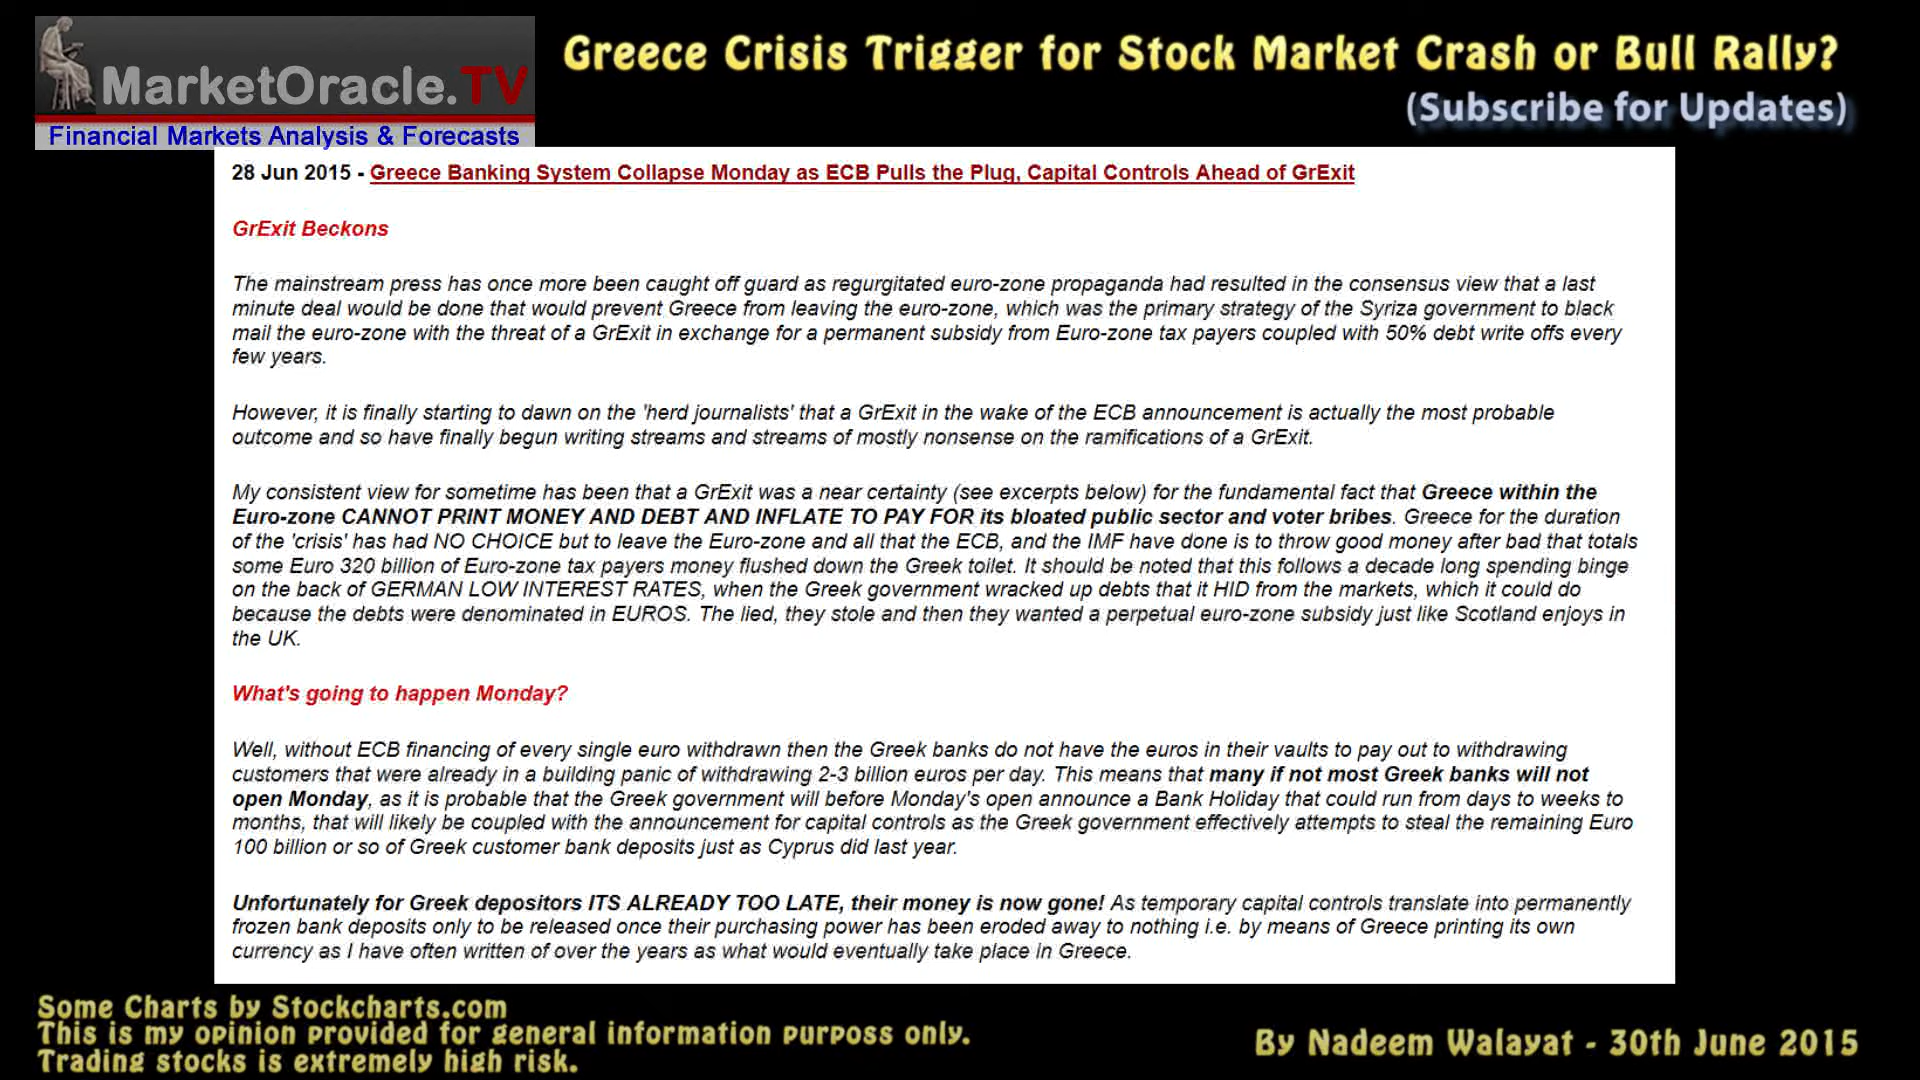 MarketOracle.TV
Financial Markets Analysis & Forecasts
Greece Crisis Trigger for Stock Market Crash or Bull Rally?
(Subscribe for Updates)
28 Jun 2015 - Greece Banking System Collapse Monday as ECB Pulls the Plug, Capital Controls Ahead of GrExit
GrExit Beckons
The mainstream press has once more been caught off guard as regurgitated euro-zone propaganda had resulted in the consensus view that a last
minute deal would be done that would prevent Greece from leaving the euro-zone, which was the primary strategy of the Syriza government to black
mail the euro-zone with the threat of a GrExit in exchange for a permanent subsidy from Euro-zone tax payers coupled with 50% debt write offs every
few years.
However, it is finally starting to dawn on the 'herd journalists' that a GrExit in the wake of the ECB announcement is actually the most probable
outcome and so have finally begun writing streams and streams of mostly nonsense on the ramifications of a GrExit.
My consistent view for sometime has been that a GrExit was a near certainty (see excerpts below) for the fundamental fact that Greece within the
Euro-zone CANNOT PRINT MONEY AND DEBT AND INFLATE TO PAY FOR its bloated public sector and voter bribes. Greece for the duration
of the 'crisis' has had NO CHOICE but to leave the Euro-zone and all that the ECB, and the IMF have done is to throw good money after bad that totals
some Euro 320 billion of Euro-zone tax payers money flushed down the Greek toilet. It should be noted that this follows a decade long spending binge
on the back of GERMAN LOW INTEREST RATES, when the Greek government wracked up debts that it HID from the markets, which it could do
because the debts were denominated in EUROS. The lied, they stole and then they wanted a perpetual euro-zone subsidy just like Scotland enjoys in
the UK.
What's going to happen Monday?
Well, without ECB financing of every single euro withdrawn then the Greek banks do not have the euros in their vaults to pay out to withdrawing
customers that were already in a building panic of withdrawing 2-3 billion euros per day. This means that many if not most Greek banks will not
open Monday, as it is probable that the Greek government will before Monday's open announce a Bank Holiday that could run from days to weeks to
months, that will likely be coupled with the announcement for capital controls as the Greek government effectively attempts to steal the remaining Euro
100 billion or so of Greek customer bank deposits just as Cyprus did last year.
Unfortunately for Greek depositors ITS ALREADY TOO LATE, their money is now gone! As temporary capital controls translate into permanently
frozen bank deposits only to be released once their purchasing power has been eroded away to nothing i.e. by means of Greece printing its own
currency as I have often written of over the years as what would eventually take place in Greece.
Some Charts by Stockcharts.com
This is my opinion provided for general information purposs only.
Trading stocks is extremely high risk.
By Nadeem Walayat - 30th June 2015